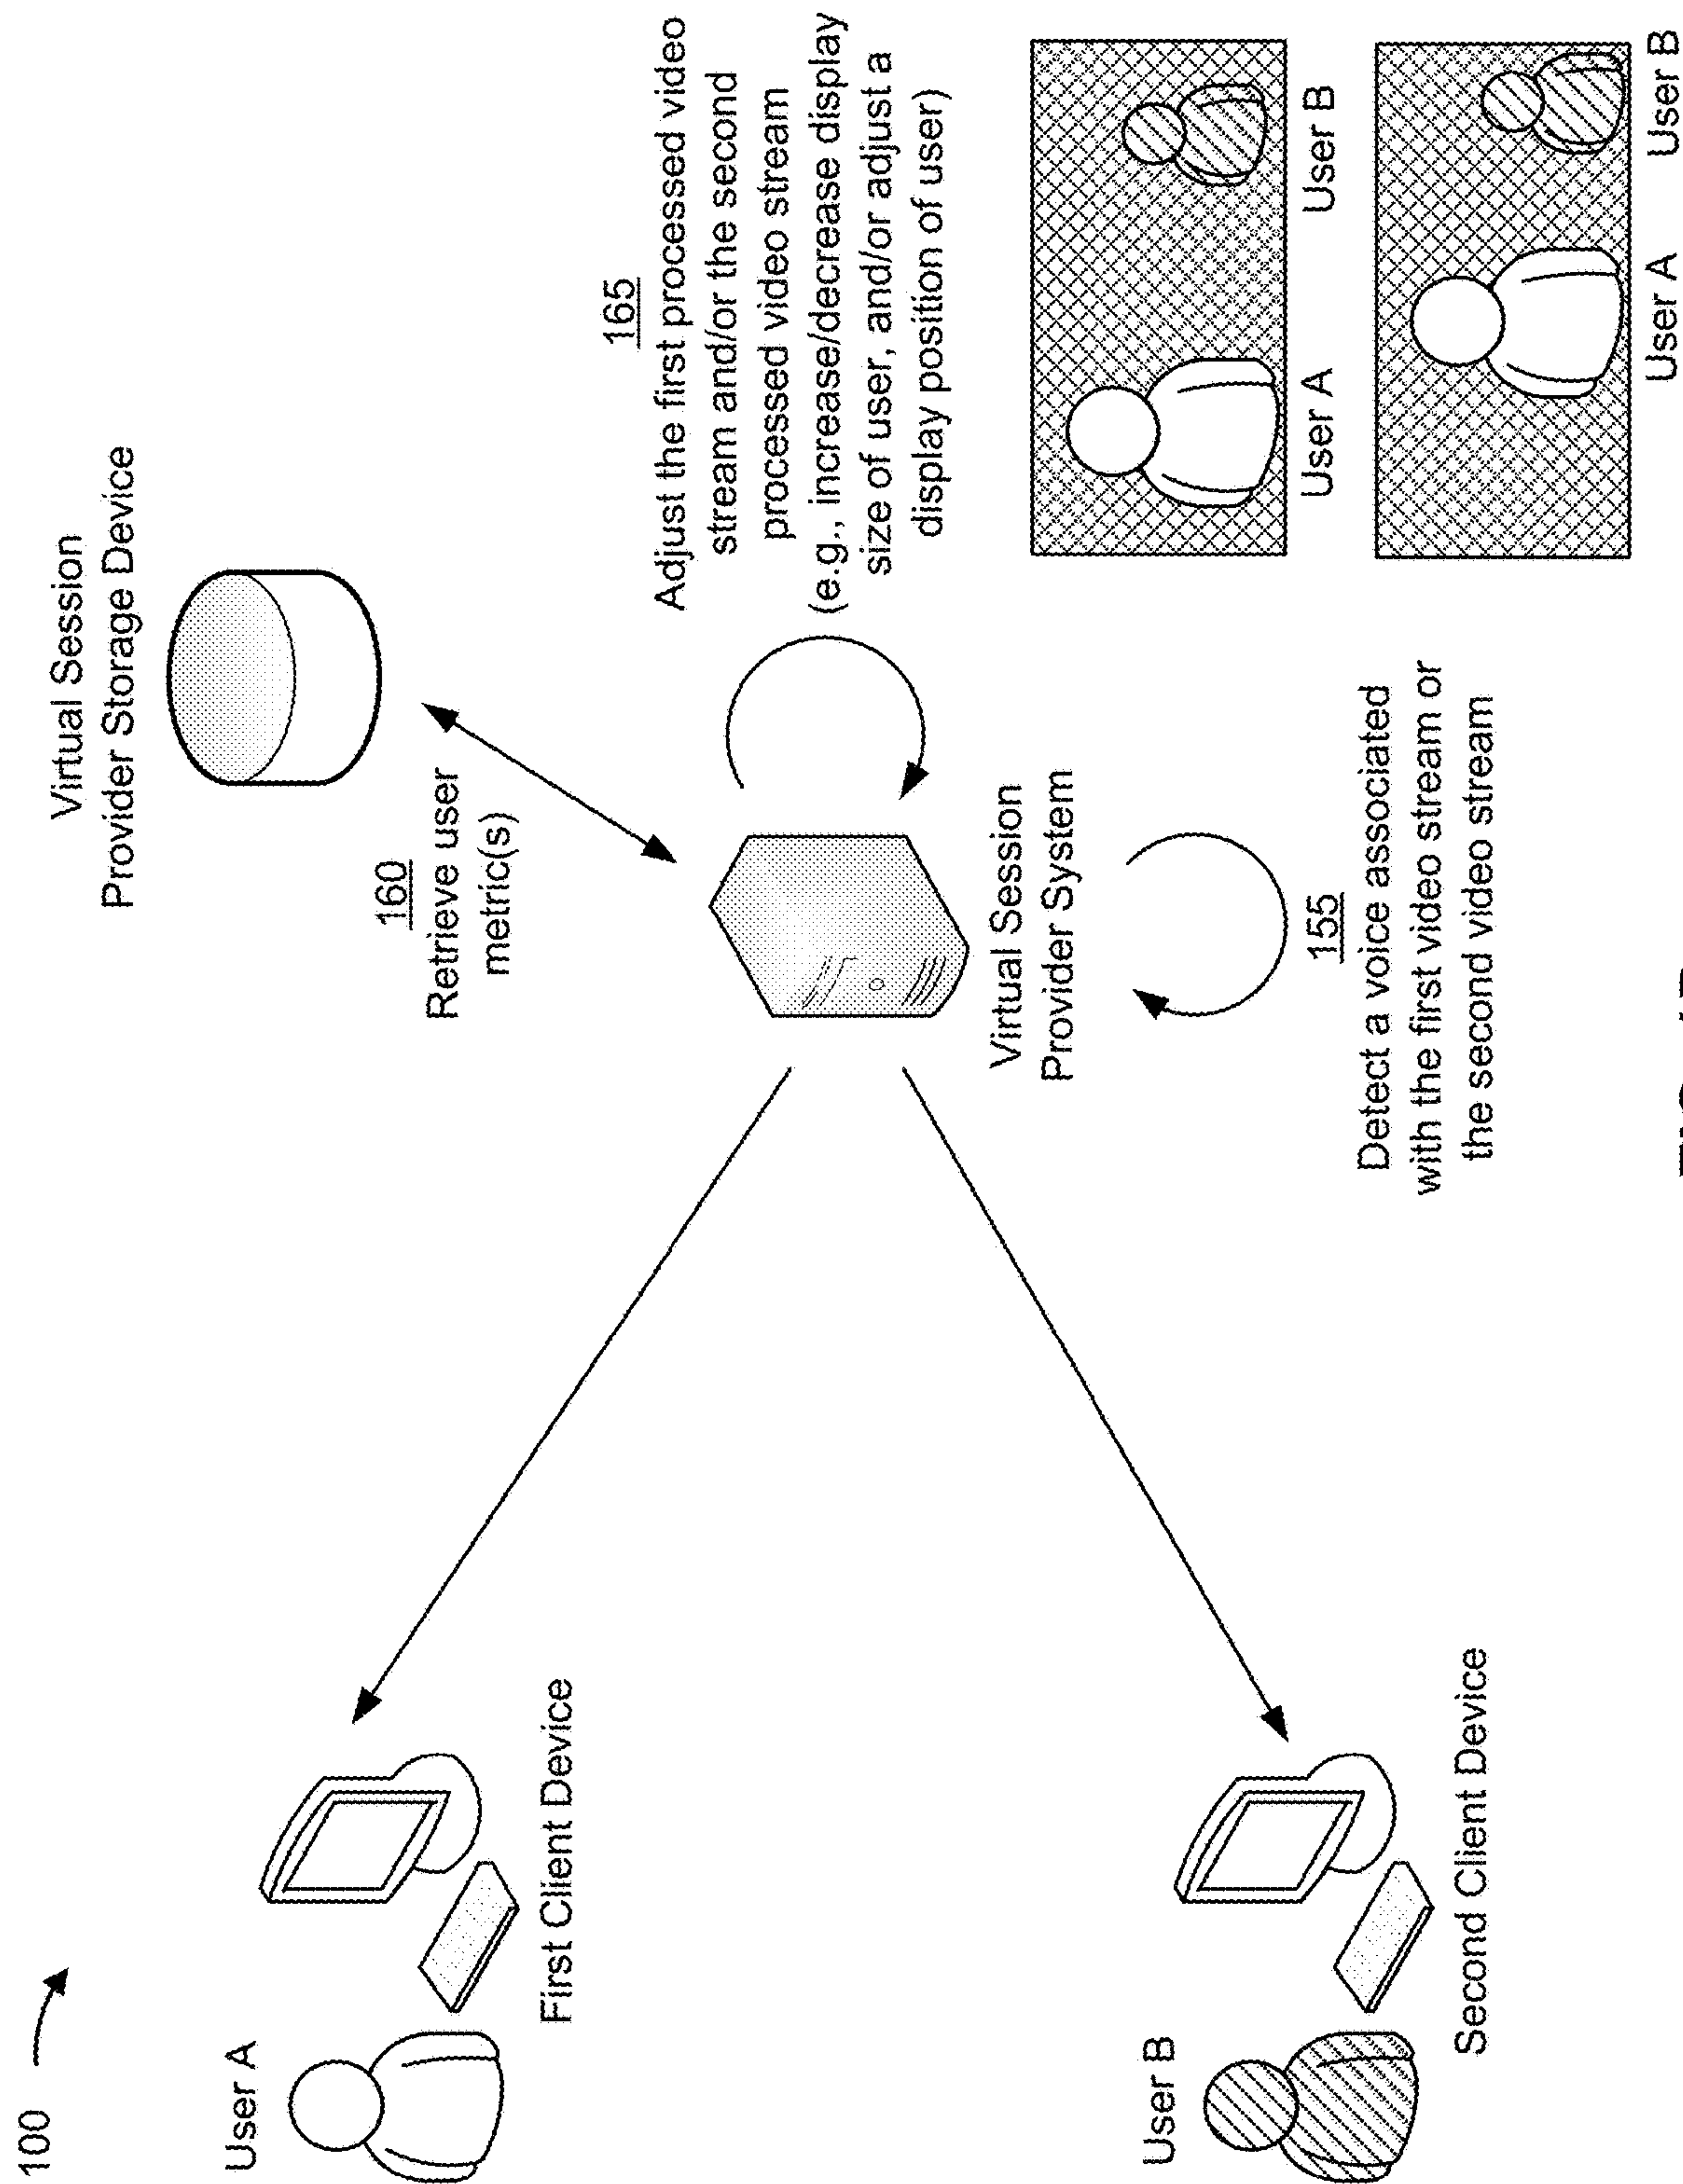 100
User A
First Client Device
User B
Second Client Device
Virtual Session
Provider Storage Device
160
Retrieve user
metric(s)
Virtual Session
Provider System
155
Detect a voice associated
with the first video stream or
the second video stream
165
Adjust the first processed video
stream and/or the second
processed video stream
(e.g., increase/decrease display
size of user, and/or adjust a
display position of user)
User A
User B
User A
User B